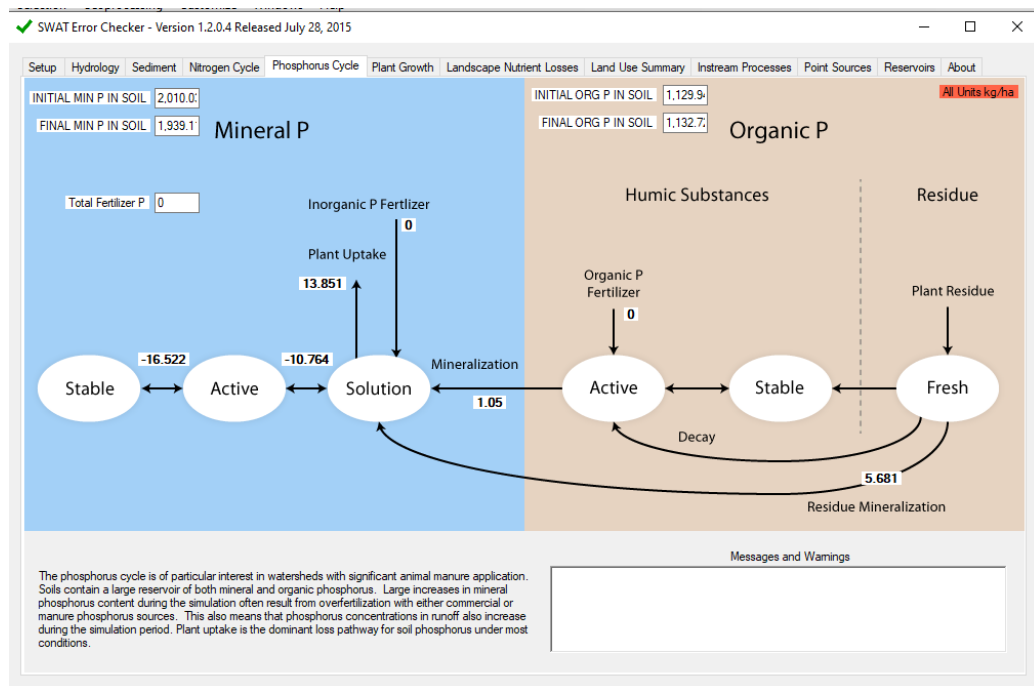 SWAT Error Checker - Version 1.2.0.4 Released July 28, 2015
Setup Hydrology Sediment Nitrogen Cycle Phosphorus Cycle Plant Growth Landscape Nutrient Losses Land Use Summary Instream Processes Point Sources Reservoirs About
INITIAL MIN P IN SOIL
FINAL MIN P IN SOIL
Mineral P
INITIAL ORG P IN SOIL
FINAL ORG P IN SOIL
Organic P
All Units kg/ha
Total Fertilizer P 0
Inorganic P Fertlizer
0
Plant Uptake
13.851
Humic Substances
Residue
Organic P
Fertilizer
0
Plant Residue
-16.522
-10.764
Mineralization
1.05
Stable
Active
Solution
Active
Stable
Fresh
Decay
5.681
Residue Mineralization
The phosphorus cycle is of particular interest in watersheds with significant animal manure application.
Soils contain a large reservoir of both mineral and organic phosphorus. Large increases in mineral
phosphorus content during the simulation often result from overfertilization with either commercial or
manure phosphorus sources. This also means that phosphorus concentrations in runoff also increase
during the simulation period. Plant uptake is the dominant loss pathway for soil phosphorus under most
conditions.
Messages and Warnings